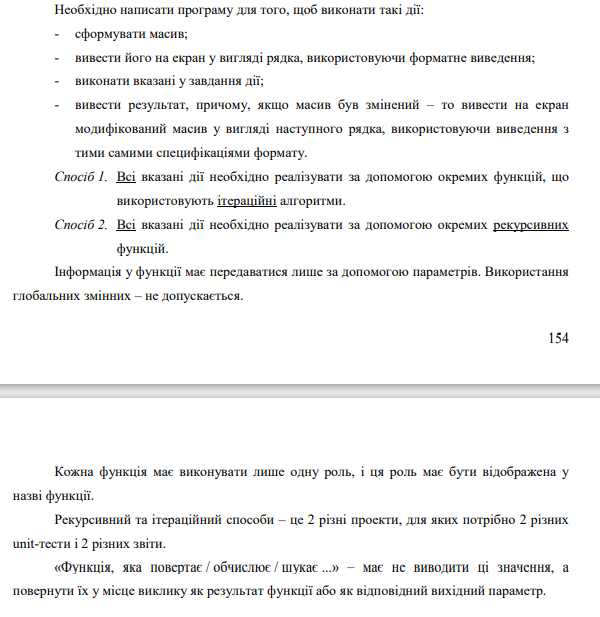 Необхідно написати програму для того, щоб виконати такі дії:
- сформувати масив;
- вивести його на екран у вигляді рядка, використовуючи форматне виведення;
- виконати вказані у завдання дії;
- вивести результат, причому, якщо масив був змінений – то вивести на екран
модифікований масив у вигляді наступного рядка, використовуючи виведення з
тими самими специфікаціями формату.
Спосіб 1. Всі вказані дії необхідно реалізувати за допомогою окремих функцій, що
використовують ітераційні алгоритми.
Спосіб 2. Всі вказані дії необхідно реалізувати за допомогою окремих рекурсивних
функцій.
Інформація у функції має передаватися лише за допомогою параметрів. Використання
глобальних змінних – не допускається.
154
Кожна функція має виконувати лише одну роль, і ця роль має бути відображена у
назві функції.
Рекурсивний та ітераційний способи – це 2 різні проекти, для яких потрібно 2 різних
unit-тести і 2 різних звіти.
«Функція, яка повертає / обчислює / шукає ...» – має не виводити ці значення, а
повернути їх у місце виклику як результат функції або як відповідний вихідний параметр.